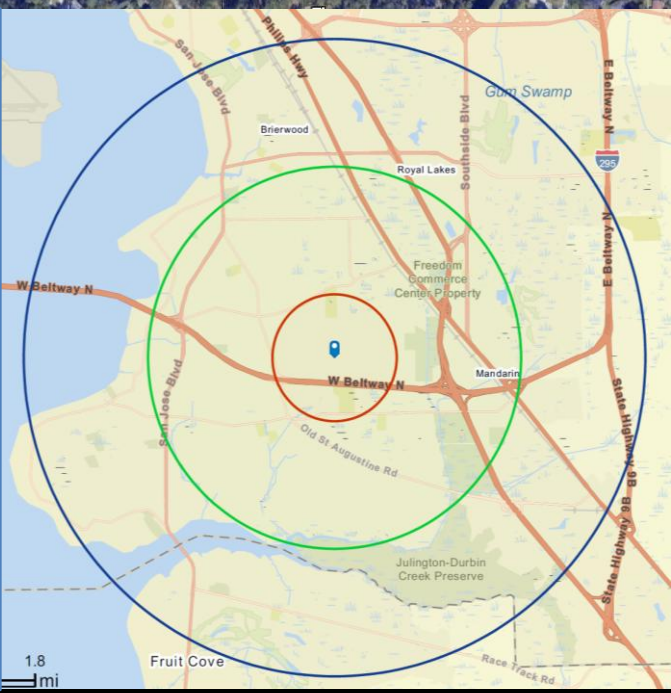 Philips Hwy
San Jose Blvd
Gum Swamp
E Beltway N
Brierwood
Southside Blvd
295
Royal Lakes
E Beltway N
Freedom
Commerce
Center Property
W Beltway N
Mandarin
W Beltway N
San Jose Blvd
State Highway 9B
Old St Augustine Rd
State Highway 9B
Julington-Durbin
Creek Preserve
Fruit Cove
1.8
mi
Race Track Rd